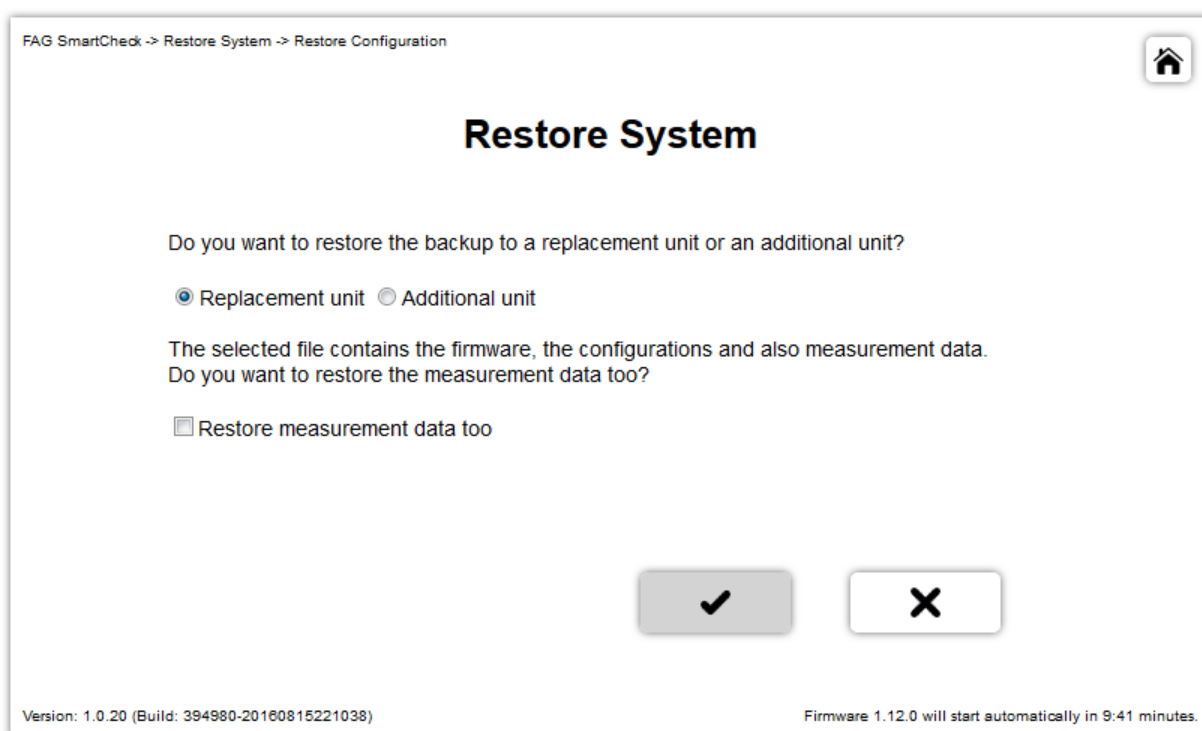 FAG SmartCheck -> Restore System -> Restore Configuration
Restore System
Do you want to restore the backup to a replacement unit or an additional unit?
Replacement unit Additional unit
The selected file contains the firmware, the configurations and also measurement data.
Do you want to restore the measurement data too?
Restore measurement data too
Version: 1.0.20 (Build: 394980-20160815221038)
Firmware 1.12.0 will start automatically in 9:41 minutes.